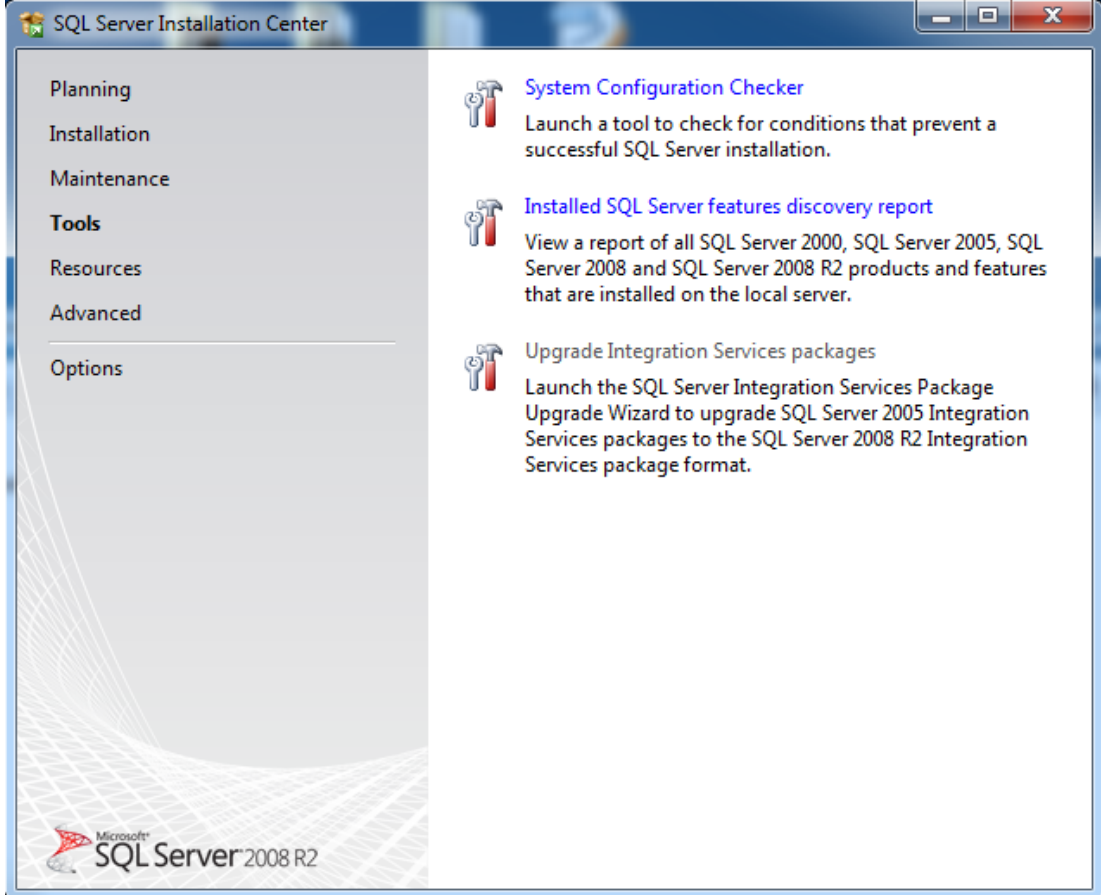 SQL Server Installation Center
Planning
Installation
Maintenance
Tools
Resources
Advanced
Options
System Configuration Checker
Launch a tool to check for conditions that prevent a
successful SQL Server installation.
Installed SQL Server features discovery report
View a report of all SQL Server 2000, SQL Server 2005, SQL
Server 2008 and SQL Server 2008 R2 products and features
that are installed on the local server.
Upgrade Integration Services packages
Launch the SQL Server Integration Services Package
Upgrade Wizard to upgrade SQL Server 2005 Integration
Services packages to the SQL Server 2008 R2 Integration
Services package format.
Microsoft®
SQL Server 2008 R2